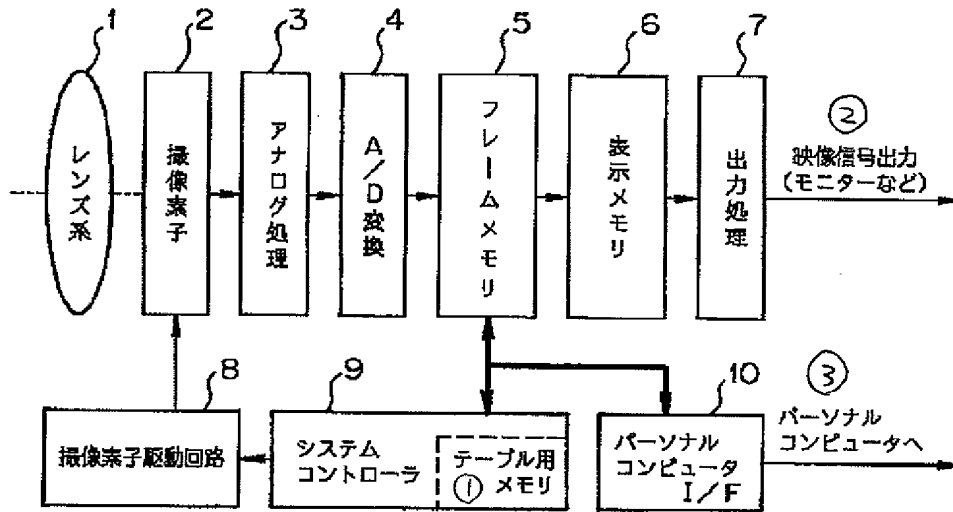 1
2
3
4
5
6
7
レンズ系
撮像素子
アナログ処理
A/D変換
フレームメモリ
表示メモリ
出力処理
②
映像信号出力
(モニターなど)
8
9
10
③
撮像素子駆動回路
システム
コントローラ
テーブル用
① メモリ
パーソナル
コンピュータ
I/F
パーソナル
コンピュータへ